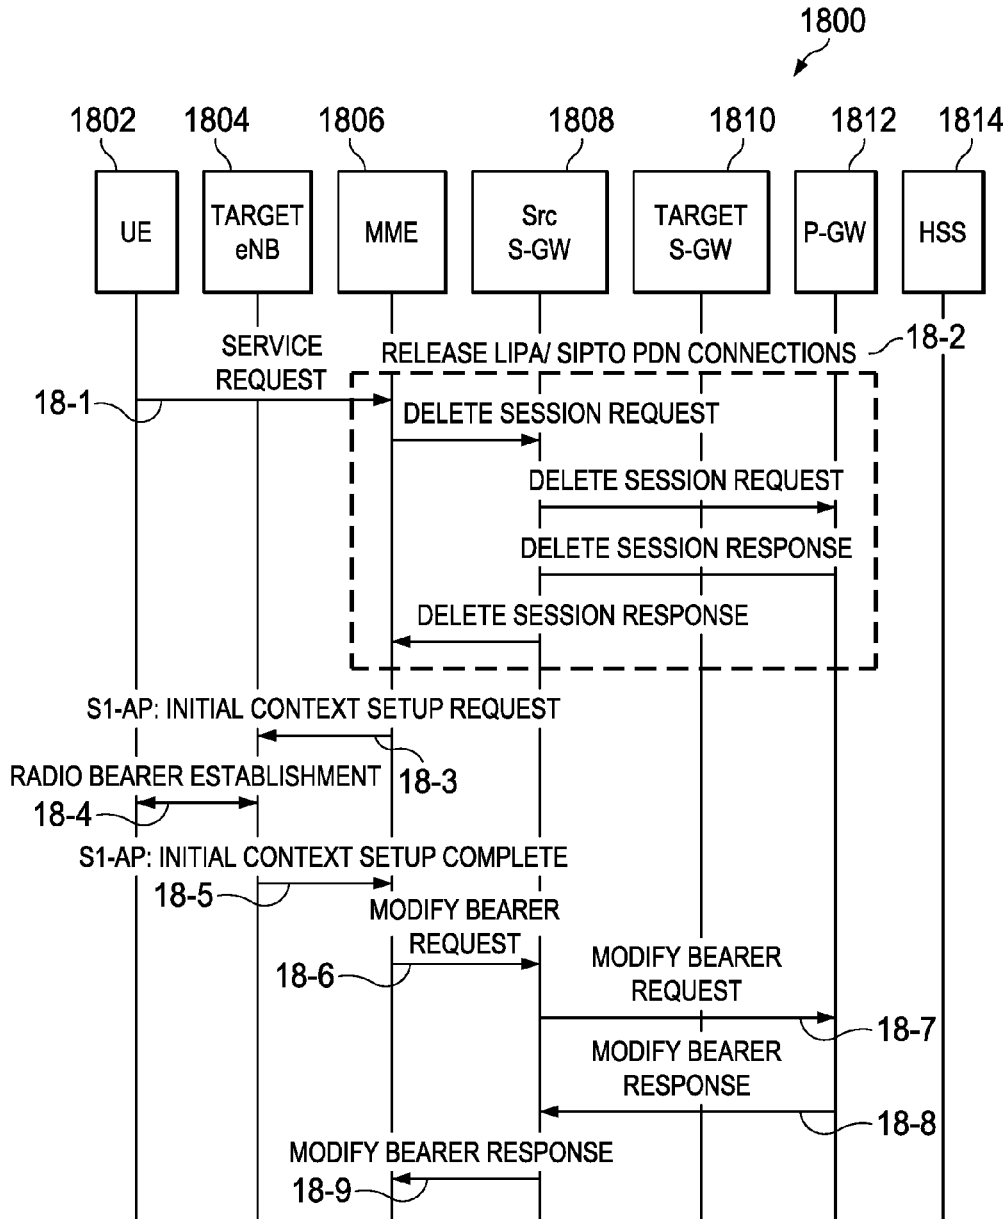 1800
1802
1804
1806
1808
1810
1812
1814
UE
TARGET
eNB
MME
Src
S-GW
TARGET
S-GW
P-GW
HSS
SERVICE
REQUEST
18-1
RELEASE LIPA/ SIPTO PDN CONNECTIONS
18-2
DELETE SESSION REQUEST
DELETE SESSION REQUEST
DELETE SESSION RESPONSE
DELETE SESSION RESPONSE
S1-AP: INITIAL CONTEXT SETUP REQUEST
18-3
RADIO BEARER ESTABLISHMENT
18-4
S1-AP: INITIAL CONTEXT SETUP COMPLETE
18-5
MODIFY BEARER
REQUEST
18-6
MODIFY BEARER
REQUEST
18-7
MODIFY BEARER
RESPONSE
18-8
MODIFY BEARER RESPONSE
18-9